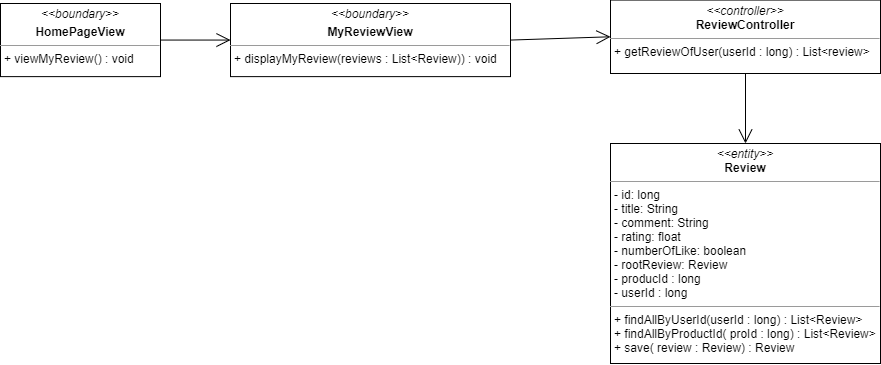 <<boundary>>
HomePageView
+ viewMyReview() : void
<<boundary>>
MyReviewView
+ displayMyReview(reviews : List<Review)) : void
<<controller>>
ReviewController
+ getReviewOfUser(userId : long) : List<review>
<<entity>>
Review
- id: long
- title: String
- comment: String
- rating: float
- numberOfLike: boolean
- rootReview: Review
- producId : long
- userId : long
+ findAllByUserId(userId : long) : List<Review>
+ findAllByProductId( proId : long) : List<Review>
+ save( review : Review) : Review